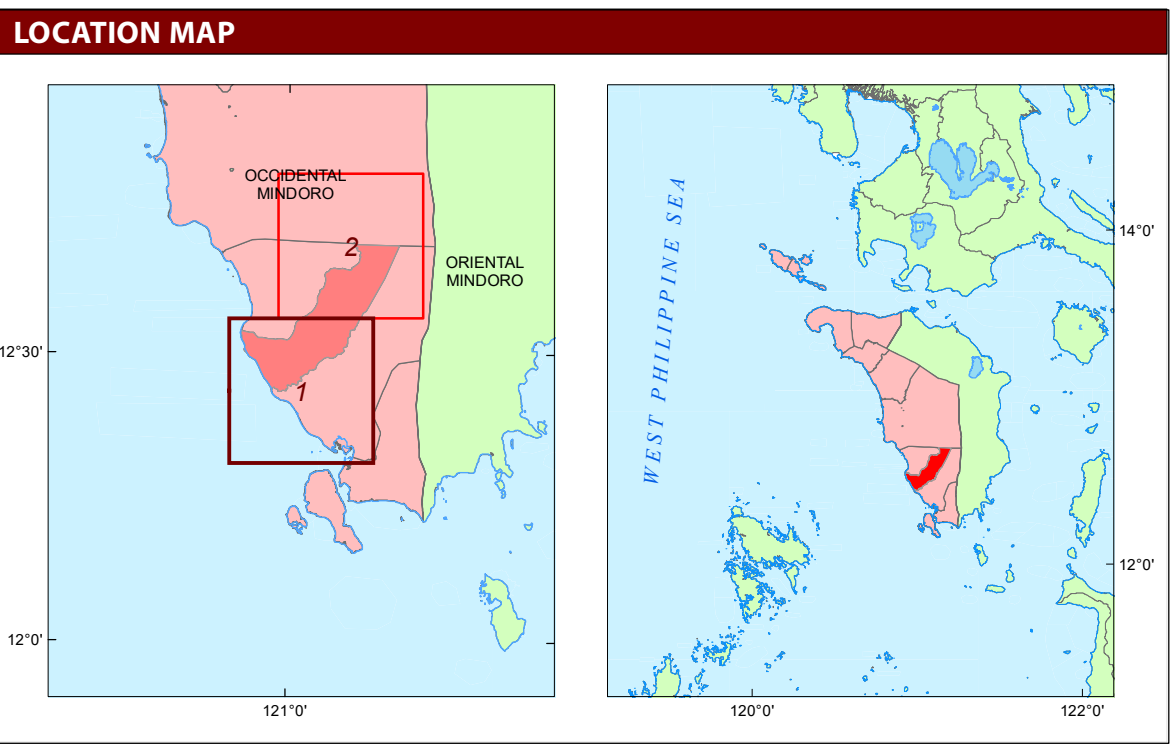 LOCATION MAP
OCCIDENTAL
MINDORO
2
ORIENTAL
MINDORO
12°30'
1
12°0'
121°0'
WEST PHILIPPINE SEA
14°0'
12°0'
120°0'
122°0'